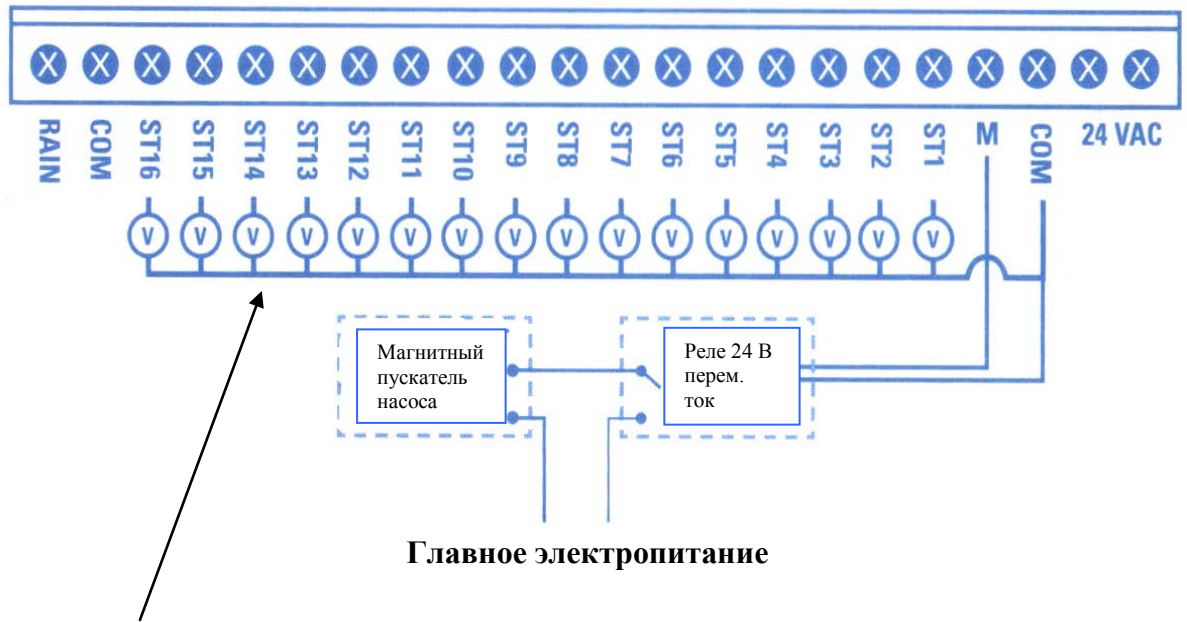 X X X X X X X X X X X X X X X X X X X X X X
RAIN COM ST16 ST15 ST14 ST13 ST12 ST11 ST10 ST9 ST8 ST7 ST6 ST5 ST4 ST3 ST2 ST1 M COM 24 VAC
V V V V V V V V V V V V V V V V
Магнитный
пускатель
насоса
Реле 24 В
перем.
ток
Главное электропитание